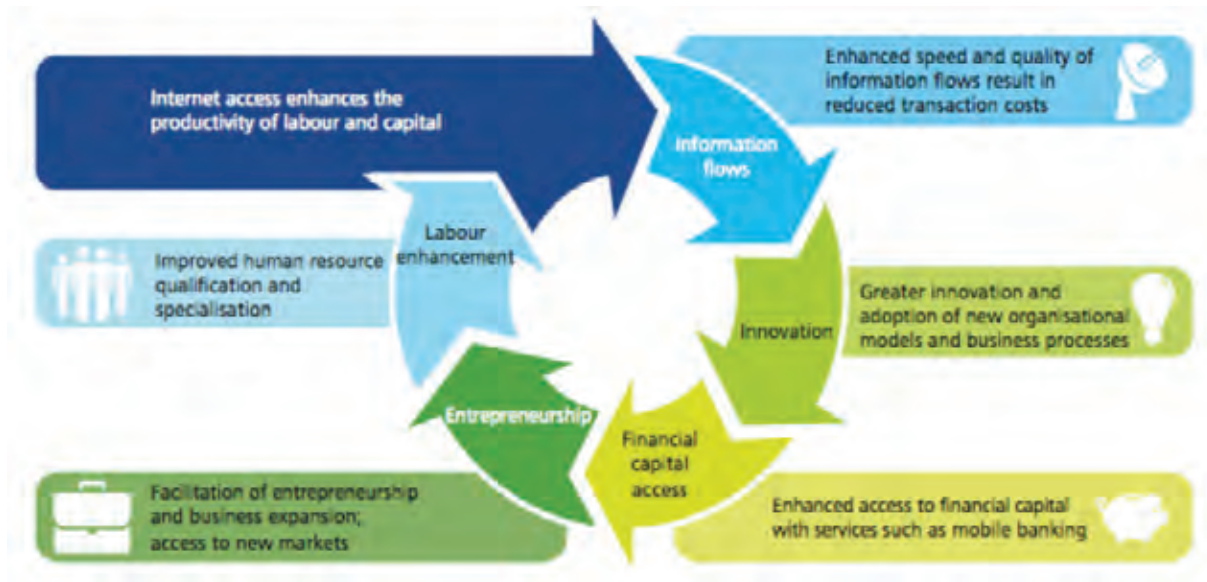 Internet access enhances the
productivity of labour and capital
Enhanced speed and quality of
information flows result in
reduced transaction costs
Information
flows
Labour
enhancement
Improved human resource
qualification and
specialisation
Innovation
Greater innovation and
adoption of new organisational
models and business processes
Entrepreneurship
Financial
capital
access
Facilitation of entrepreneurship
and business expansion;
access to new markets
Enhanced access to financial capital
with services such as mobile banking